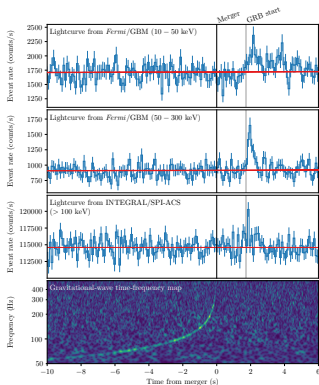 Merger
GRB start
Lightcurve from Fermi/GBM (10 − 50 keV)
Event rate (counts/s)
2500
2250
2000
1750
1500
1250
Lightcurve from Fermi/GBM (50 − 300 keV)
Event rate (counts/s)
1750
1500
1250
1000
750
Lightcurve from INTEGRAL/SPI-ACS
(> 100 keV)
Event rate (counts/s)
120000
117500
115000
112500
Gravitational-wave time-frequency map
Frequency (Hz)
400
300
200
100
50
−10 −8 −6 −4 −2 0 2 4 6
Time from merger (s)